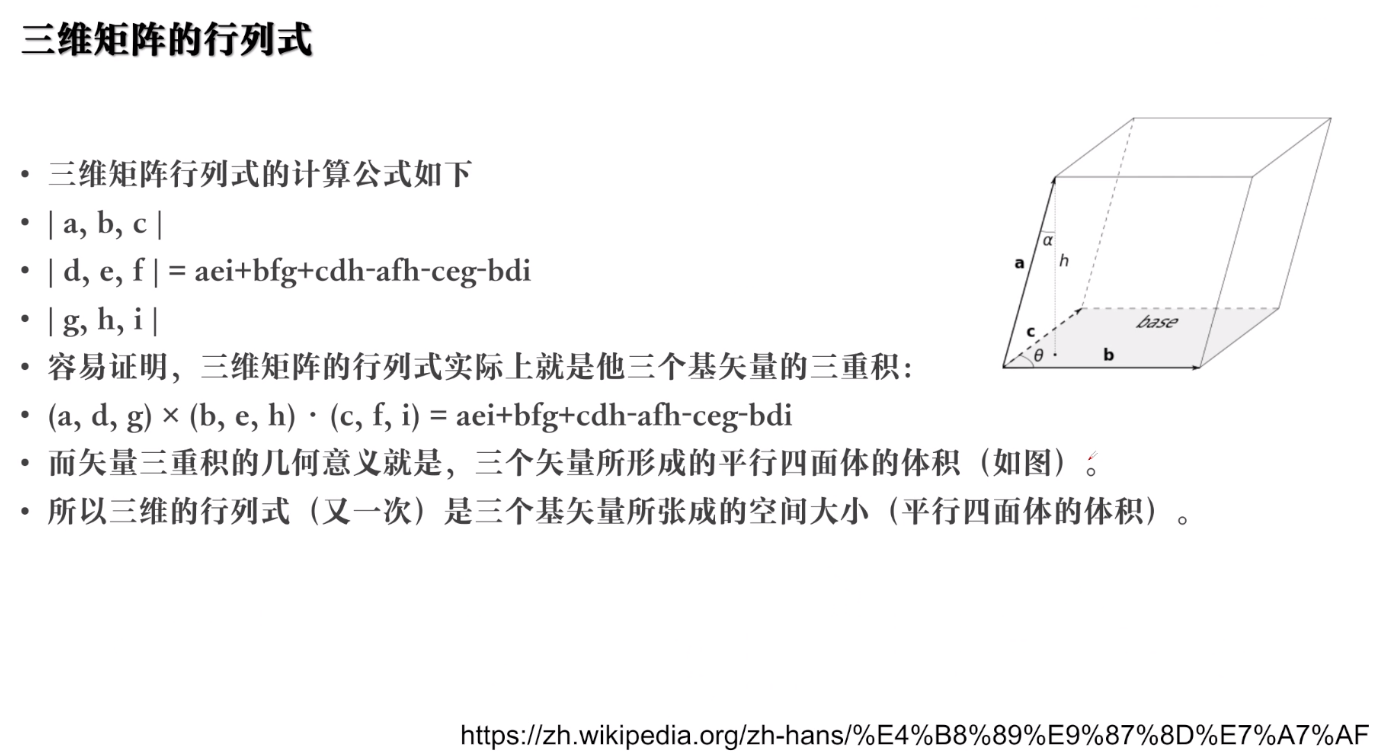 三维矩阵的行列式
• 三维矩阵行列式的计算公式如下
• | a, b, c |
• | d, e, f | = aei+bfg+cdh-afh-ceg-bdi
• | g, h, i |
• 容易证明，三维矩阵的行列式实际上就是他三个基矢量的三重积：
• (a, d, g) × (b, e, h) · (c, f, i) = aei+bfg+cdh-afh-ceg-bdi
• 而矢量三重积的几何意义就是，三个矢量所形成的平行四面体的体积（如图）。
• 所以三维的行列式（又一次）是三个基矢量所张成的空间大小（平行四面体的体积）。
α
a
h
c
base
θ
b
https://zh.wikipedia.org/zh-hans/%E4%B8%89%E9%87%8D%E7%A7%AF